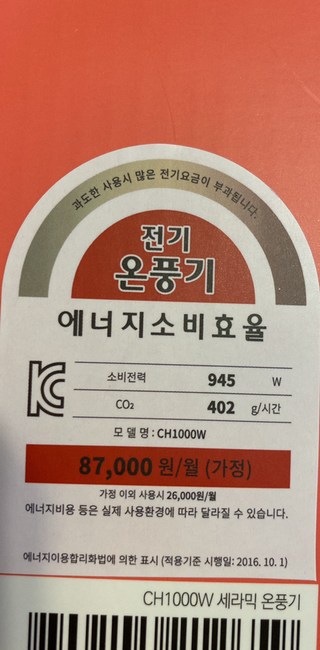 과도한 사용시 많은 전기요금이 부과됩니다.
전기
온풍기
에너지소비효율
소비전력 945 W
CO₂ 402 g/시간
모 델 명 : CH1000W
87,000 원/월 (가정)
가정 이외 사용시 26,000원/월
에너지비용 등은 실제 사용환경에 따라 달라질 수 있습니다.
에너지이용합리화법에 의한 표시 (적용기준 시행일: 2016. 10. 1)
CH1000W 세라믹 온풍기